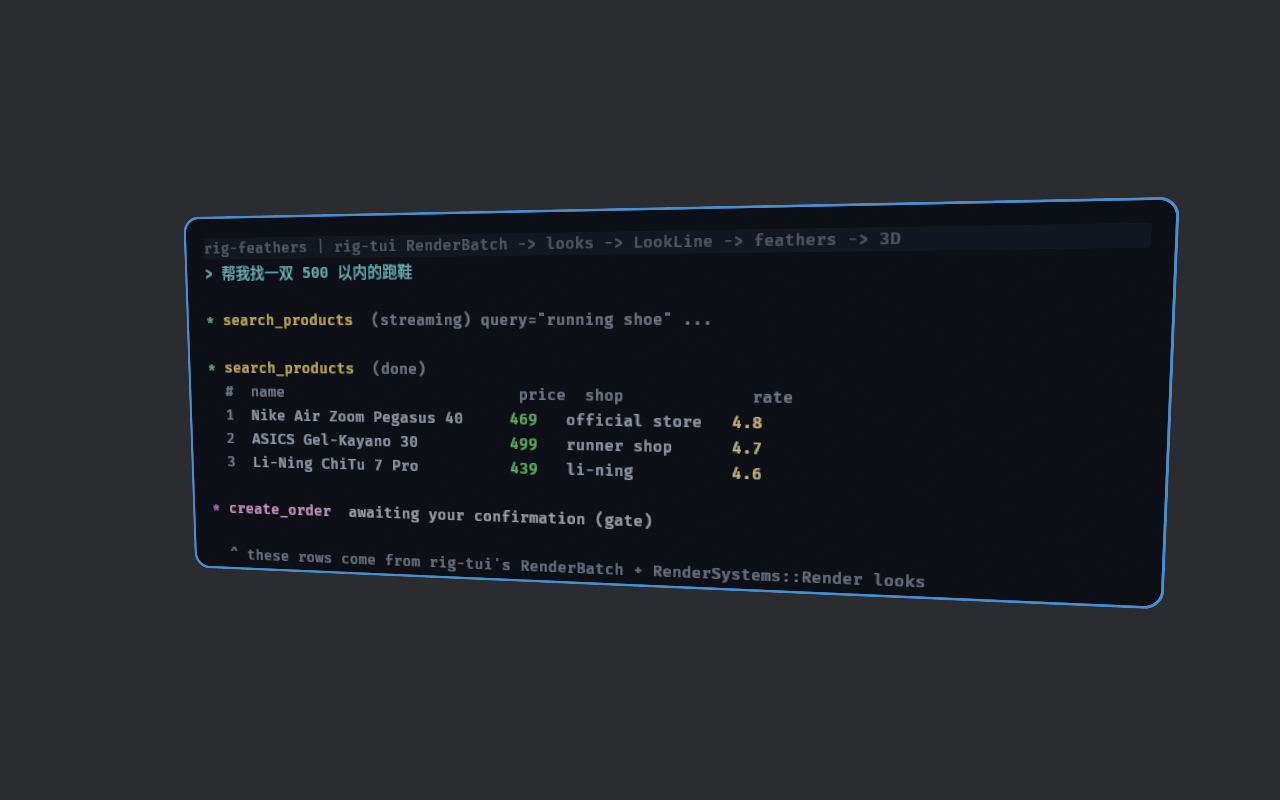 rig-feathers | rig-tui RenderBatch -> looks -> LookLine -> feathers -> 3D
> 帮我找一双 500 以内的跑鞋
* search_products (streaming) query="running shoe" ...
* search_products (done)
# name price shop rate
1 Nike Air Zoom Pegasus 40 469 official store 4.8
2 ASICS Gel-Kayano 30 499 runner shop 4.7
3 Li-Ning ChiTu 7 Pro 439 li-ning 4.6
* create_order awaiting your confirmation (gate)
^ these rows come from rig-tui's RenderBatch + RenderSystems::Render looks